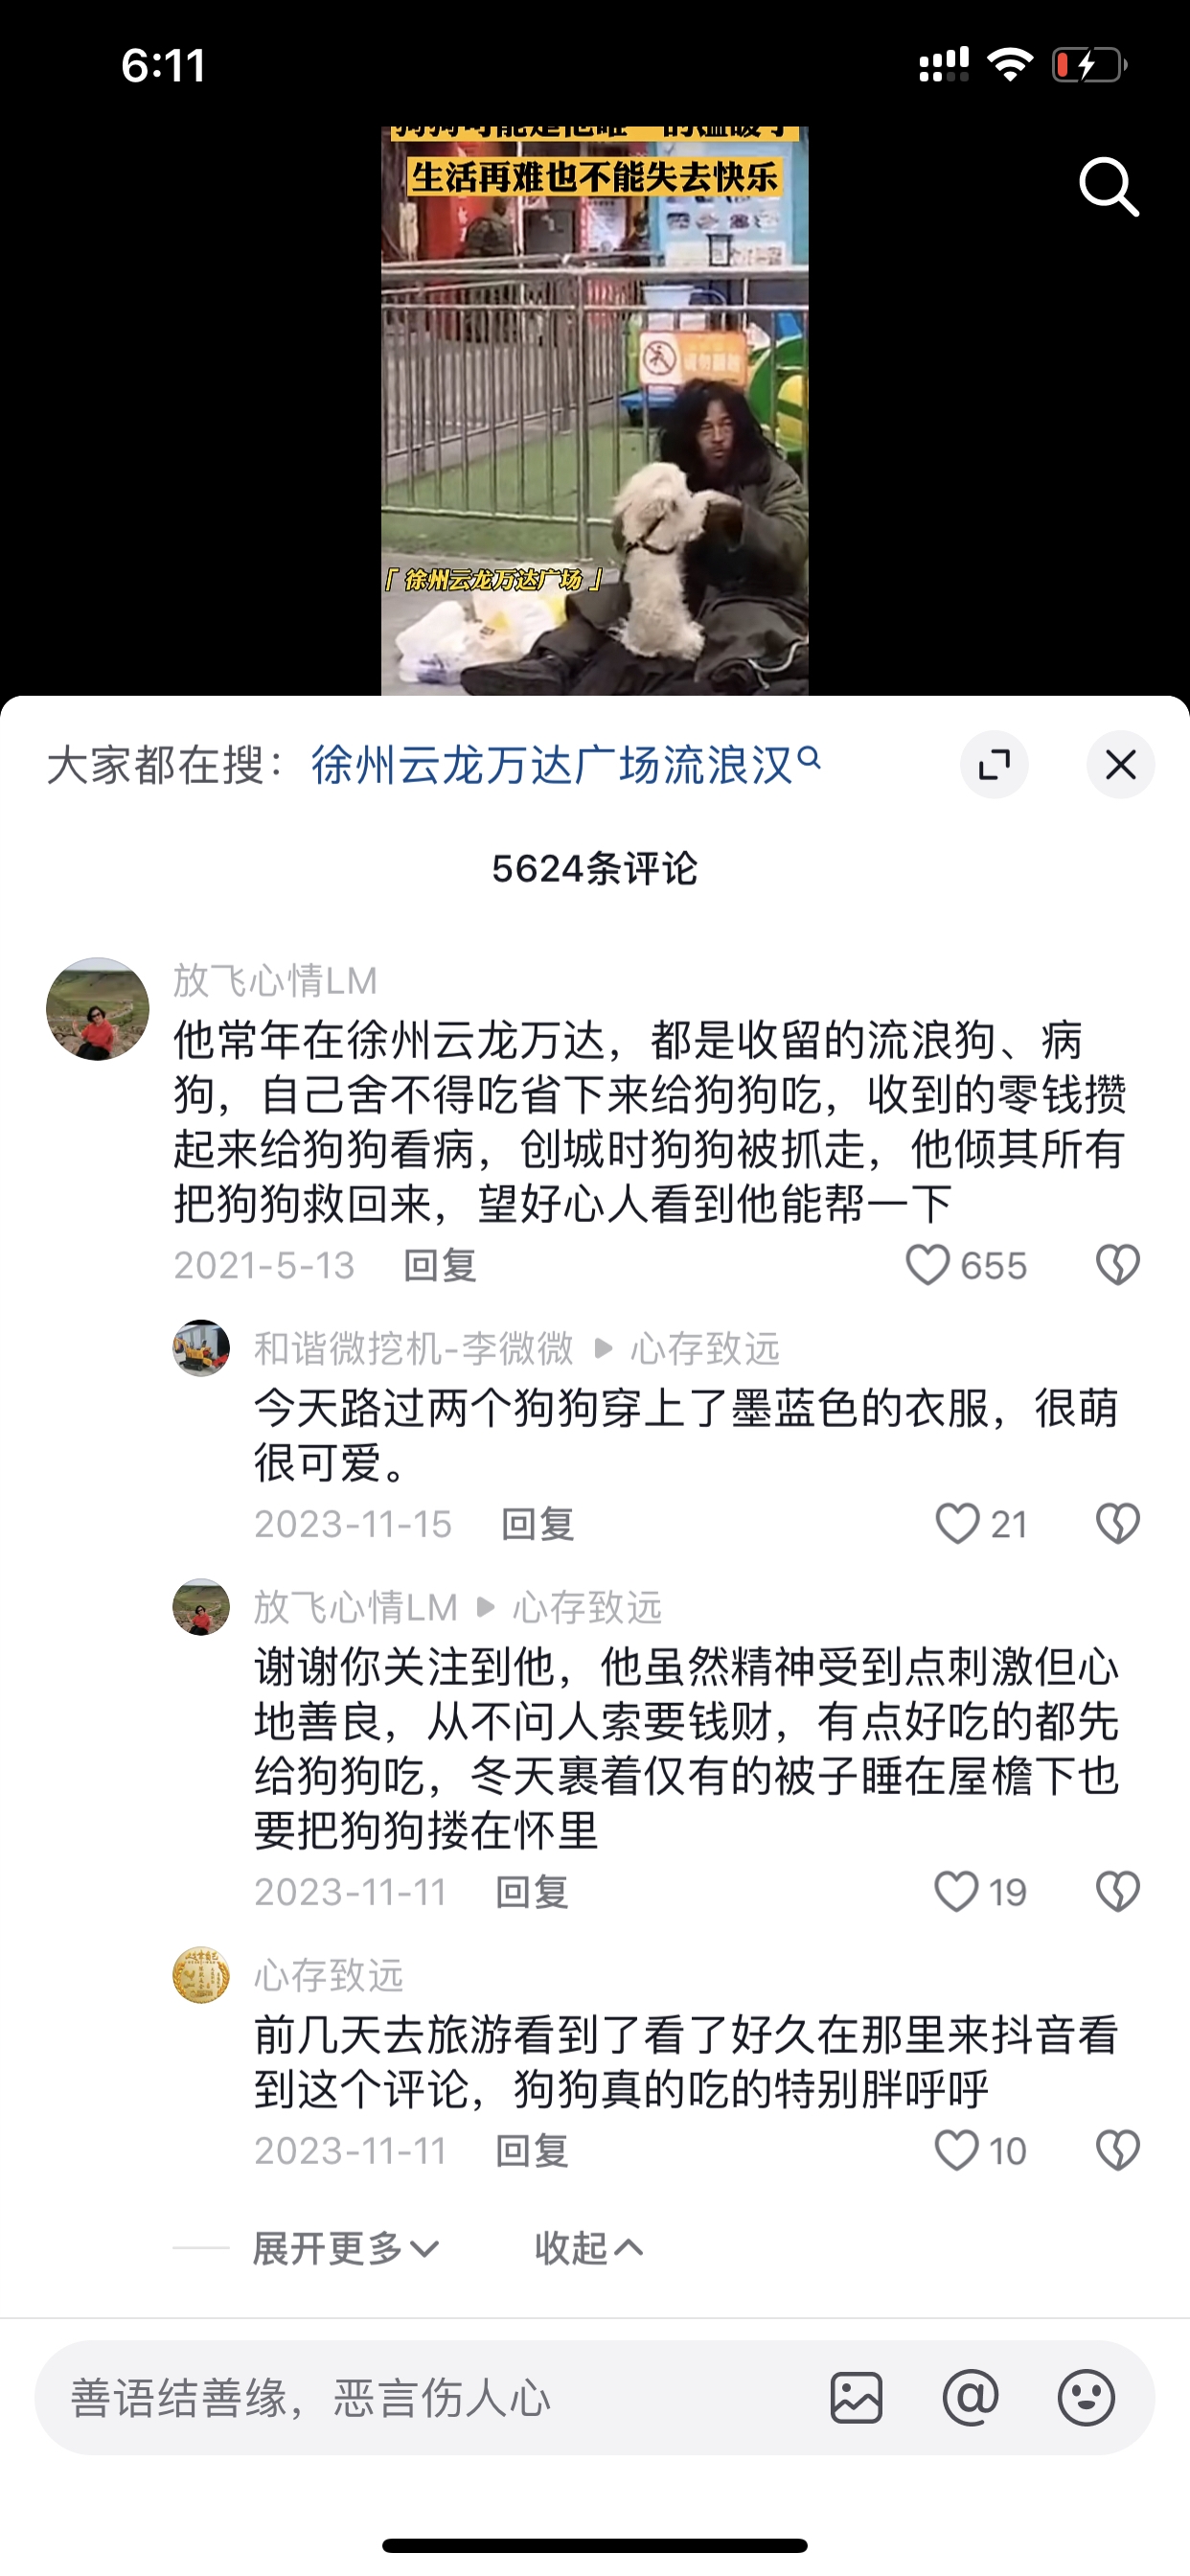 6:11
生活再难也不能失去快乐
请勿翻越
「徐州云龙万达广场」
大家都在搜：徐州云龙万达广场流浪汉
5624条评论
放飞心情LM
他常年在徐州云龙万达，都是收留的流浪狗、病
狗，自己舍不得吃省下来给狗狗吃，收到的零钱攒
起来给狗狗看病，创城时狗狗被抓走，他倾其所有
把狗狗救回来，望好心人看到他能帮一下
2021-5-13 回复 655
和谐微挖机-李微微 ▶ 心存致远
今天路过两个狗狗穿上了墨蓝色的衣服，很萌
很可爱。
2023-11-15 回复 21
放飞心情LM ▶ 心存致远
谢谢你关注到他，他虽然精神受到点刺激但心
地善良，从不问人索要钱财，有点好吃的都先
给狗狗吃，冬天裹着仅有的被子睡在屋檐下也
要把狗狗搂在怀里
2023-11-11 回复 19
心存致远
前几天去旅游看到了看了好久在那里来抖音看
到这个评论，狗狗真的吃的特别胖呼呼
2023-11-11 回复 10
展开更多 收起
善语结善缘，恶言伤人心